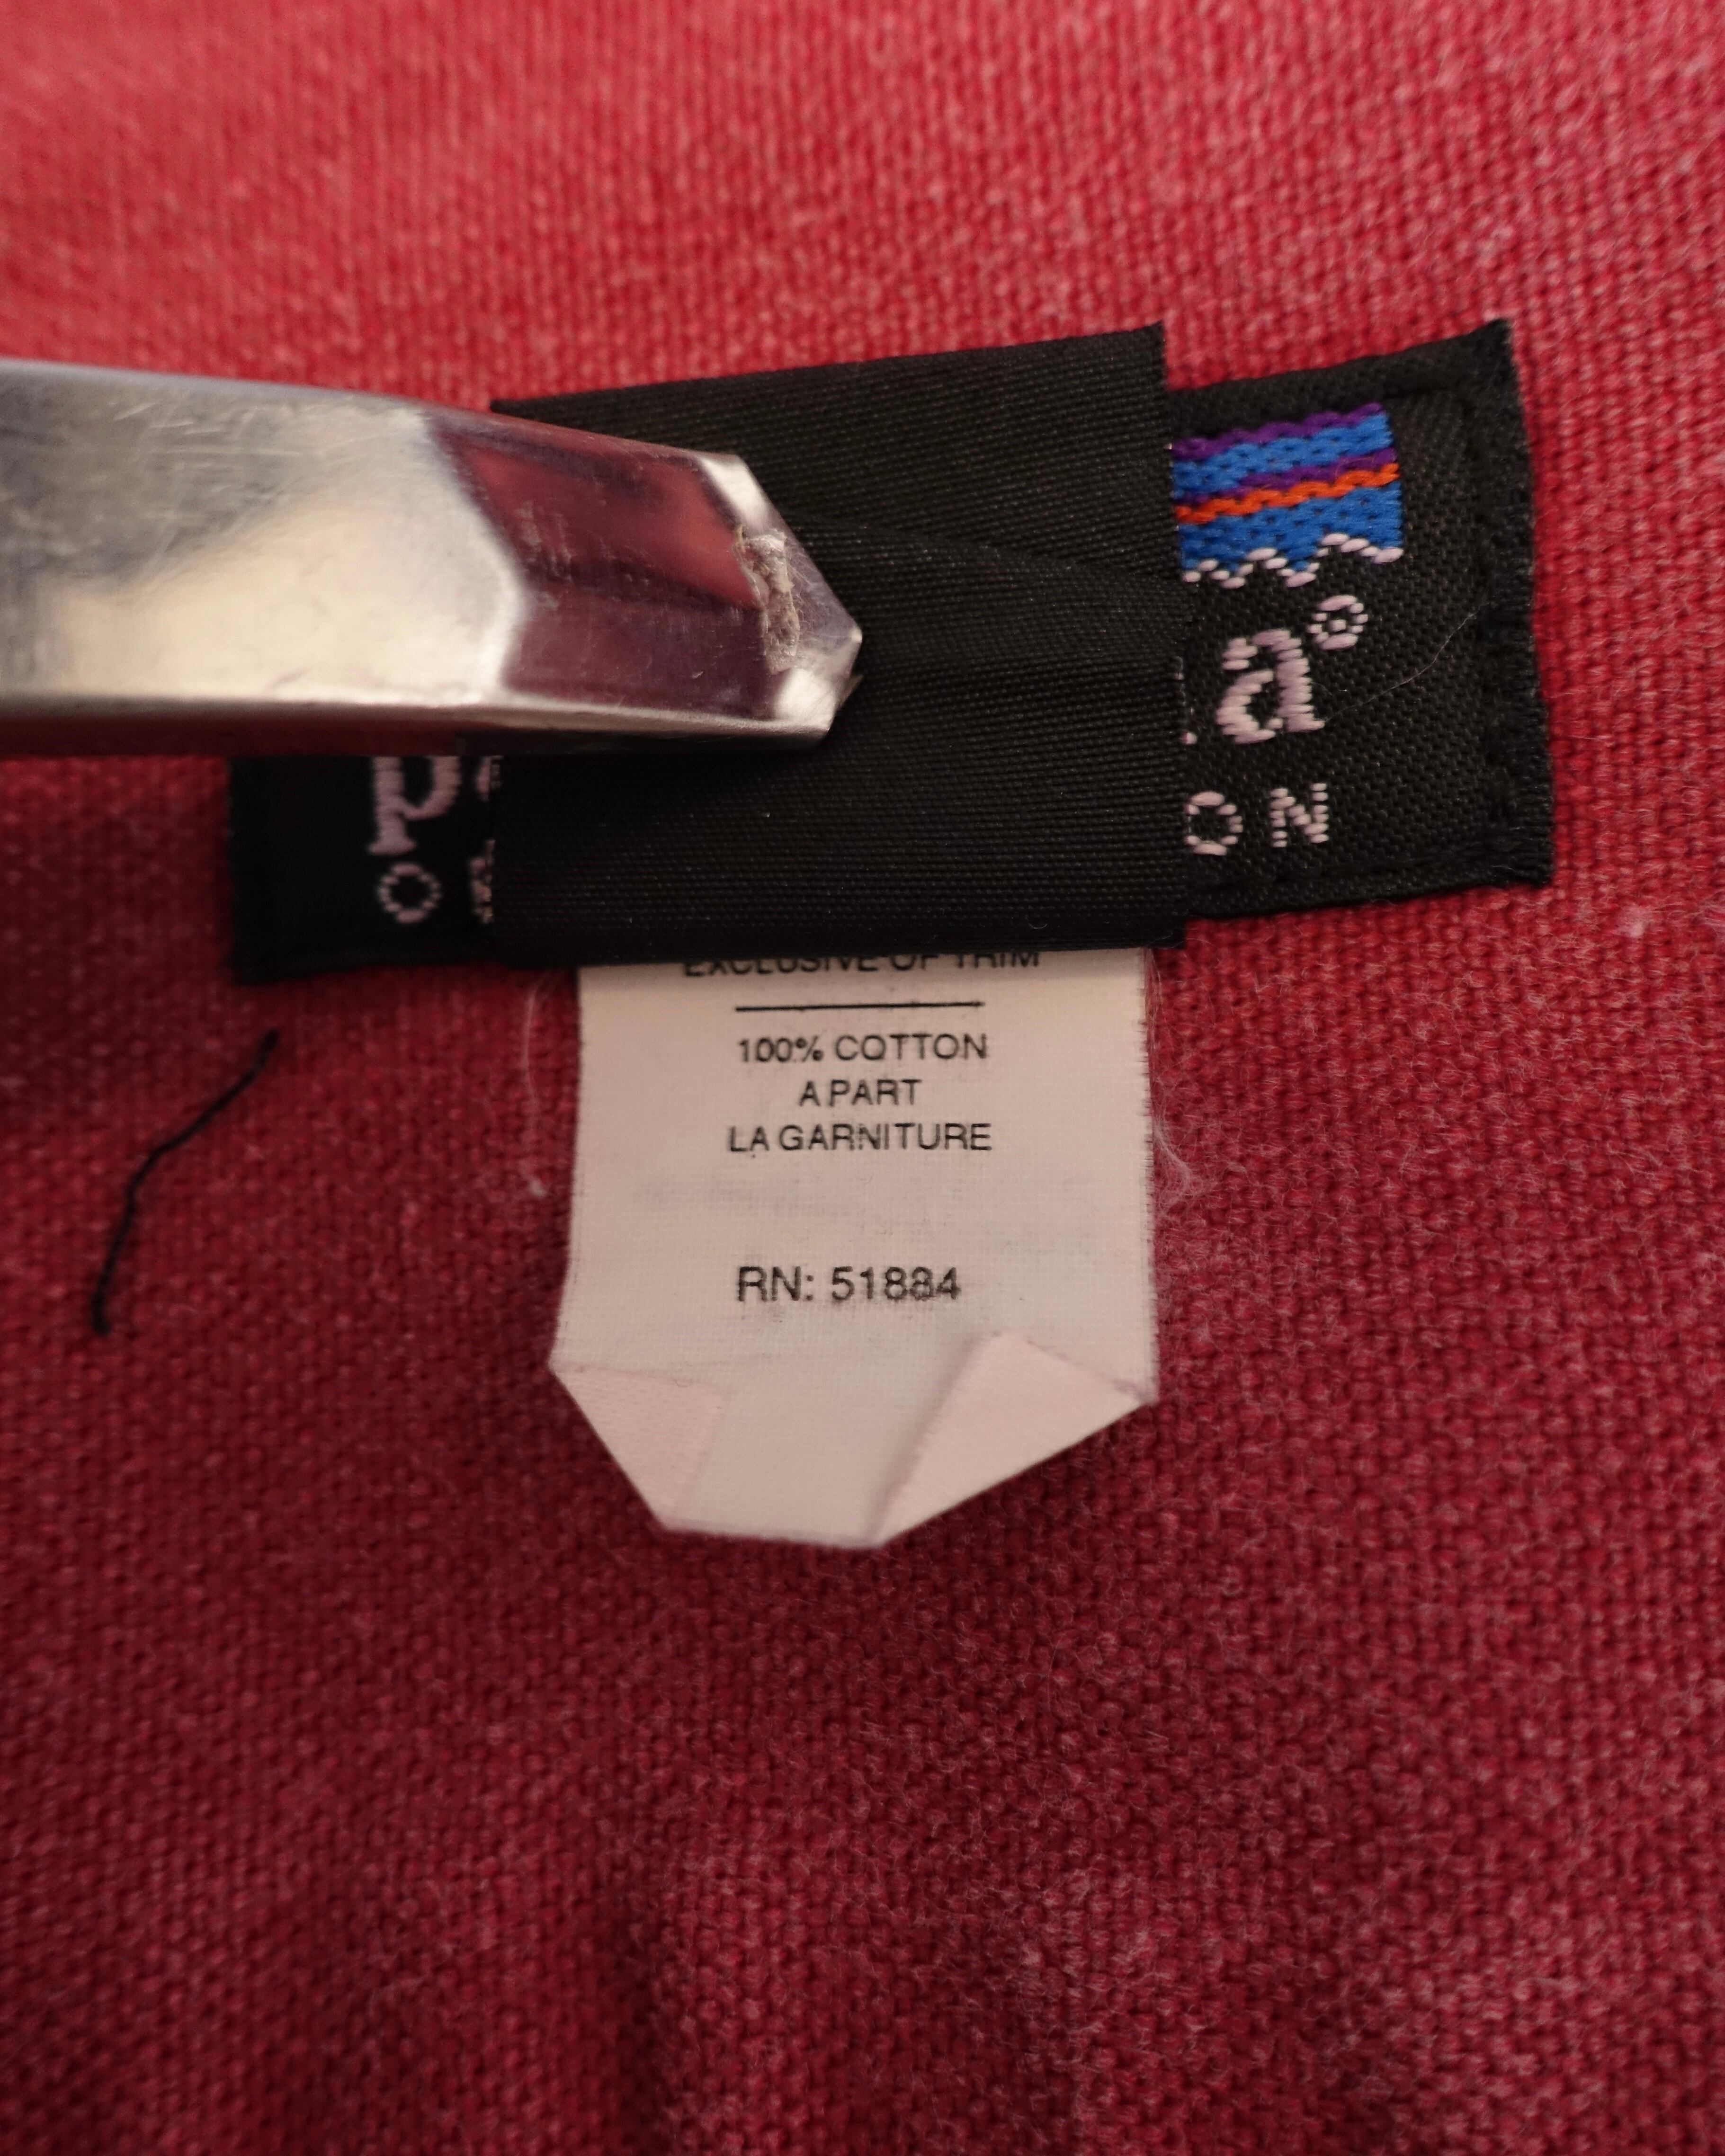 a®
ON
EXCLUSIVE OF TRIM
100% COTTON
A PART
LA GARNITURE
RN: 51884